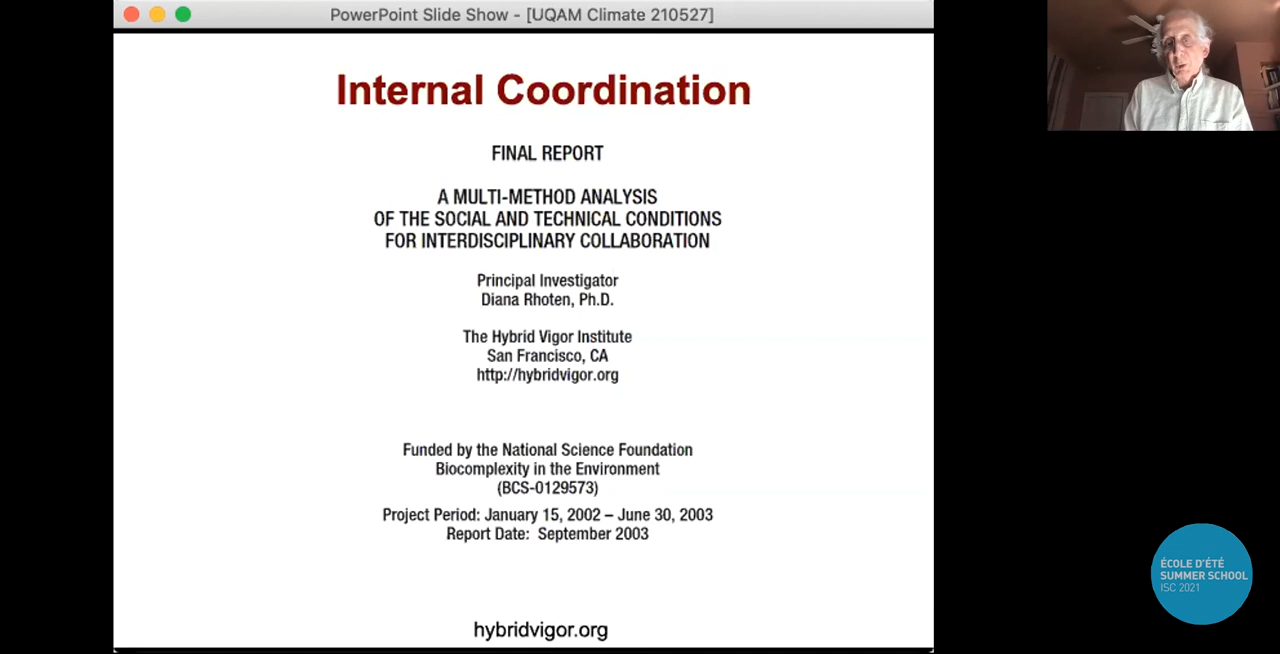 PowerPoint Slide Show - [UQAM Climate 210527]
Internal Coordination
FINAL REPORT
A MULTI-METHOD ANALYSIS
OF THE SOCIAL AND TECHNICAL CONDITIONS
FOR INTERDISCIPLINARY COLLABORATION
Principal Investigator
Diana Rhoten, Ph.D.
The Hybrid Vigor Institute
San Francisco, CA
http://hybridvigor.org
Funded by the National Science Foundation
Biocomplexity in the Environment
(BCS-0129573)
Project Period: January 15, 2002 – June 30, 2003
Report Date: September 2003
hybridvigor.org
ÉCOLE D'ÉTÉ
SUMMER SCHOOL
ISC 2021